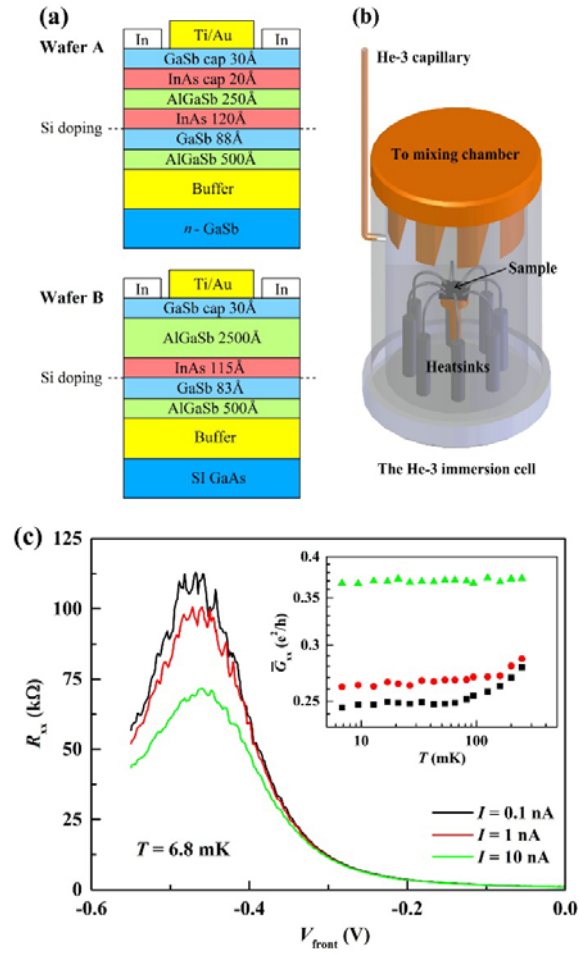 (a)
Wafer A
In
Ti/Au
In
GaSb cap 30Å
InAs cap 20Å
AlGaSb 250Å
InAs 120Å
Si doping
GaSb 88Å
AlGaSb 500Å
Buffer
n- GaSb
Wafer B
In
Ti/Au
In
GaSb cap 30Å
AlGaSb 2500Å
InAs 115Å
Si doping
GaSb 83Å
AlGaSb 500Å
Buffer
SI GaAs
(b)
He-3 capillary
To mixing chamber
Sample
Heatsinks
The He-3 immersion cell
(c)
125
100
75
50
25
0
Rxx (kΩ)
-0.6
-0.4
-0.2
0.0
Vfront (V)
T = 6.8 mK
I = 0.1 nA
I = 1 nA
I = 10 nA
0.4
0.35
0.3
0.25
G̅xx (e²/h)
10
100
T (mK)